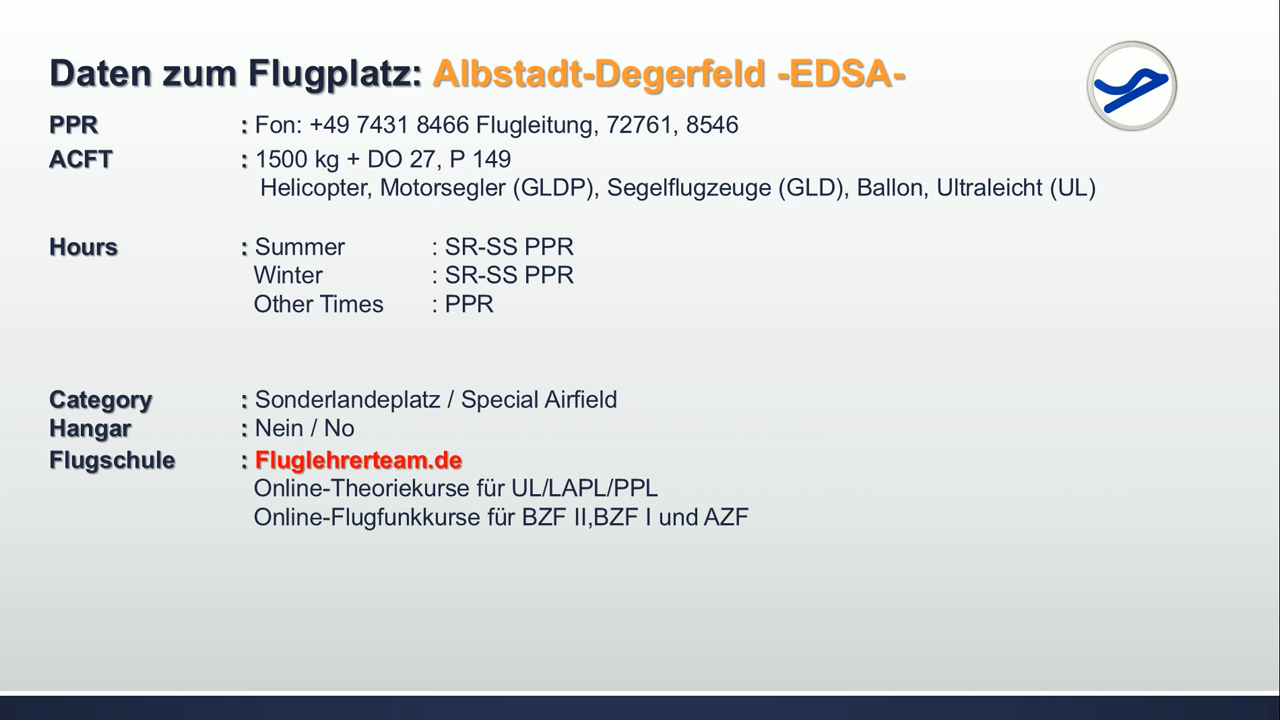 Daten zum Flugplatz: Albstadt-Degerfeld -EDSA-
PPR : Fon: +49 7431 8466 Flugleitung, 72761, 8546
ACFT : 1500 kg + DO 27, P 149
Helicopter, Motorsegler (GLDP), Segelflugzeuge (GLD), Ballon, Ultraleicht (UL)
Hours : Summer : SR-SS PPR
Winter : SR-SS PPR
Other Times : PPR
Category : Sonderlandeplatz / Special Airfield
Hangar : Nein / No
Flugschule : Fluglehrerteam.de
Online-Theoriekurse für UL/LAPL/PPL
Online-Flugfunkkurse für BZF II,BZF I und AZF